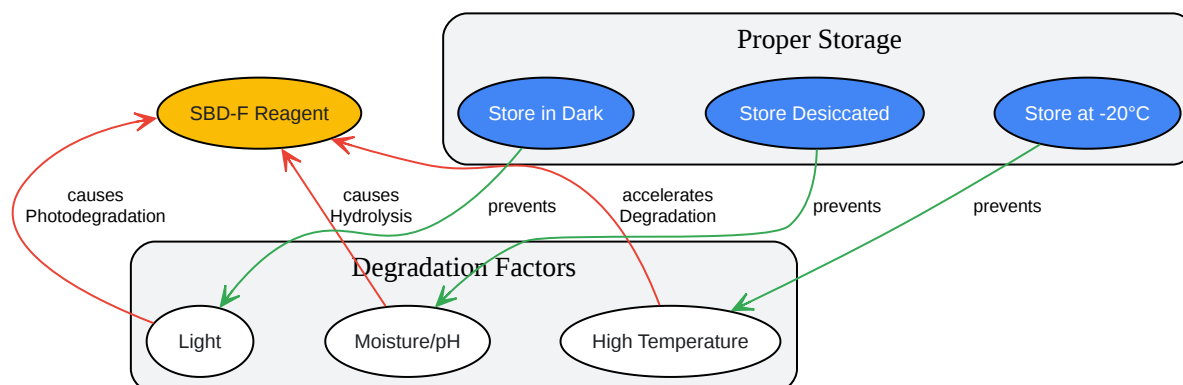 Proper Storage
SBD-F Reagent
Store in Dark
Store Desiccated
Store at -20°C
causes
Photodegradation
causes
Hydrolysis
prevents
accelerates
Degradation
prevents
prevents
Degradation Factors
Light
Moisture/pH
High Temperature